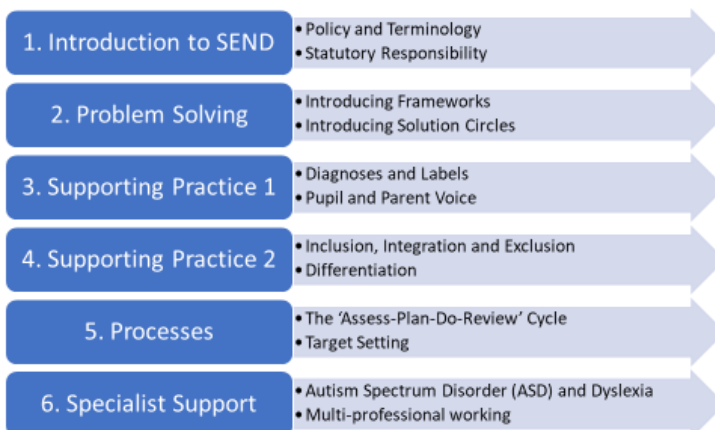 1. Introduction to SEND
• Policy and Terminology
• Statutory Responsibility
2. Problem Solving
• Introducing Frameworks
• Introducing Solution Circles
3. Supporting Practice 1
• Diagnoses and Labels
• Pupil and Parent Voice
4. Supporting Practice 2
• Inclusion, Integration and Exclusion
• Differentiation
5. Processes
• The ‘Assess-Plan-Do-Review’ Cycle
• Target Setting
6. Specialist Support
• Autism Spectrum Disorder (ASD) and Dyslexia
• Multi-professional working